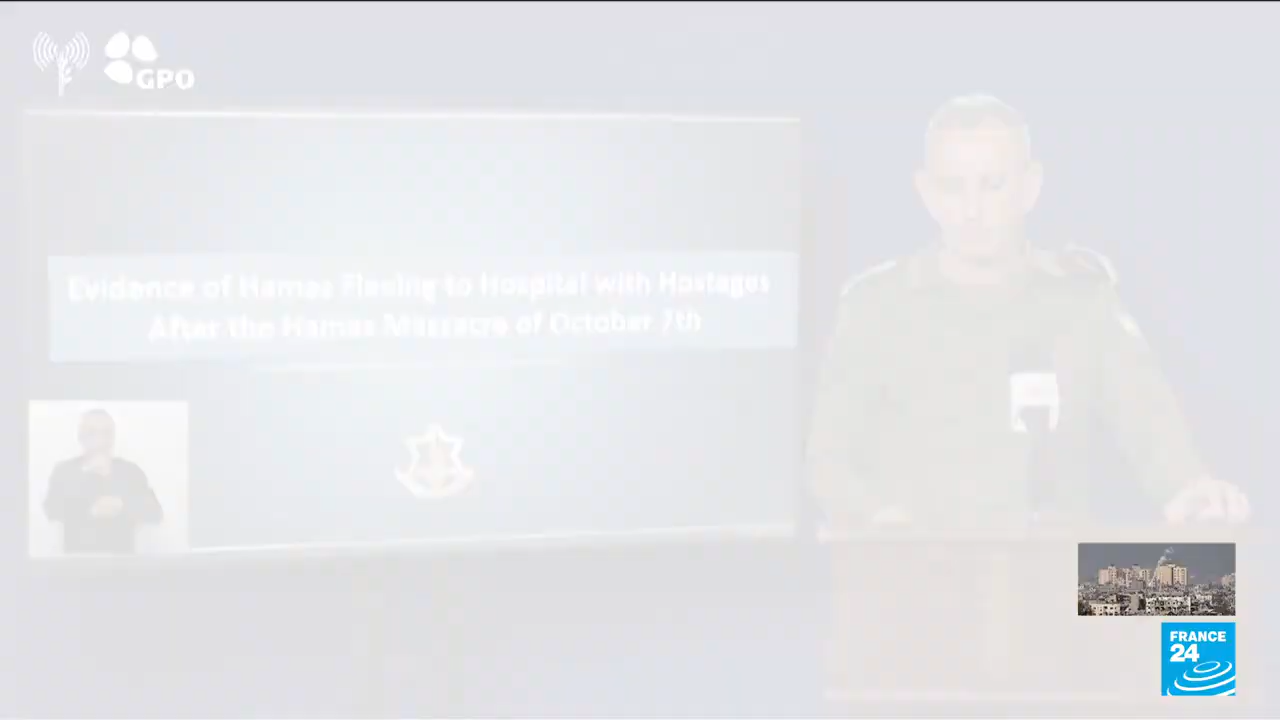 GPO
Evidence of Hamas Fleeing to Hospital with Hostages
After the Hamas Massacre of October 7th
FRANCE
24